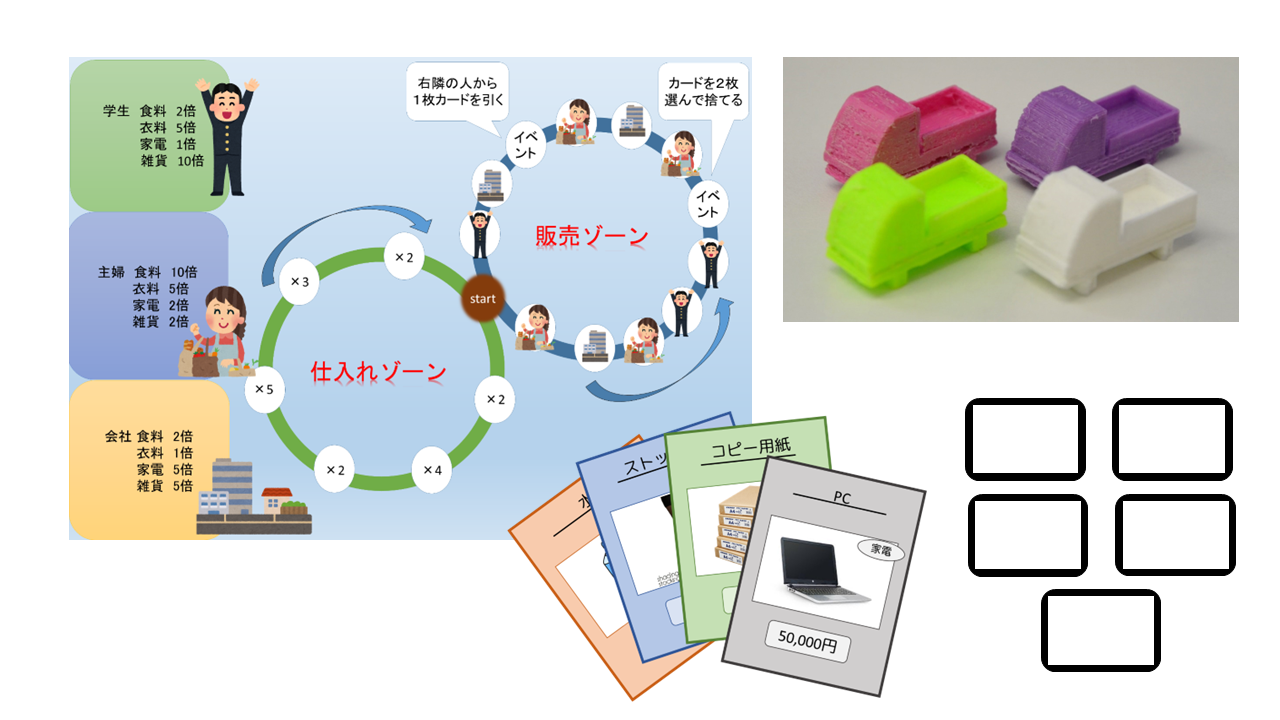 学生 食料 2倍
衣料 5倍
家電 1倍
雑貨 10倍
主婦 食料 10倍
衣料 5倍
家電 2倍
雑貨 2倍
会社 食料 2倍
衣料 1倍
家電 5倍
雑貨 5倍
右隣の人から
1枚カードを引く
カードを2枚
選んで捨てる
イベ
ント
イベ
ント
販売ゾーン
start
仕入れゾーン
×3
×2
×5
×2
×2
×4
水
ストッ
コピー用紙
PC
家電
50,000円